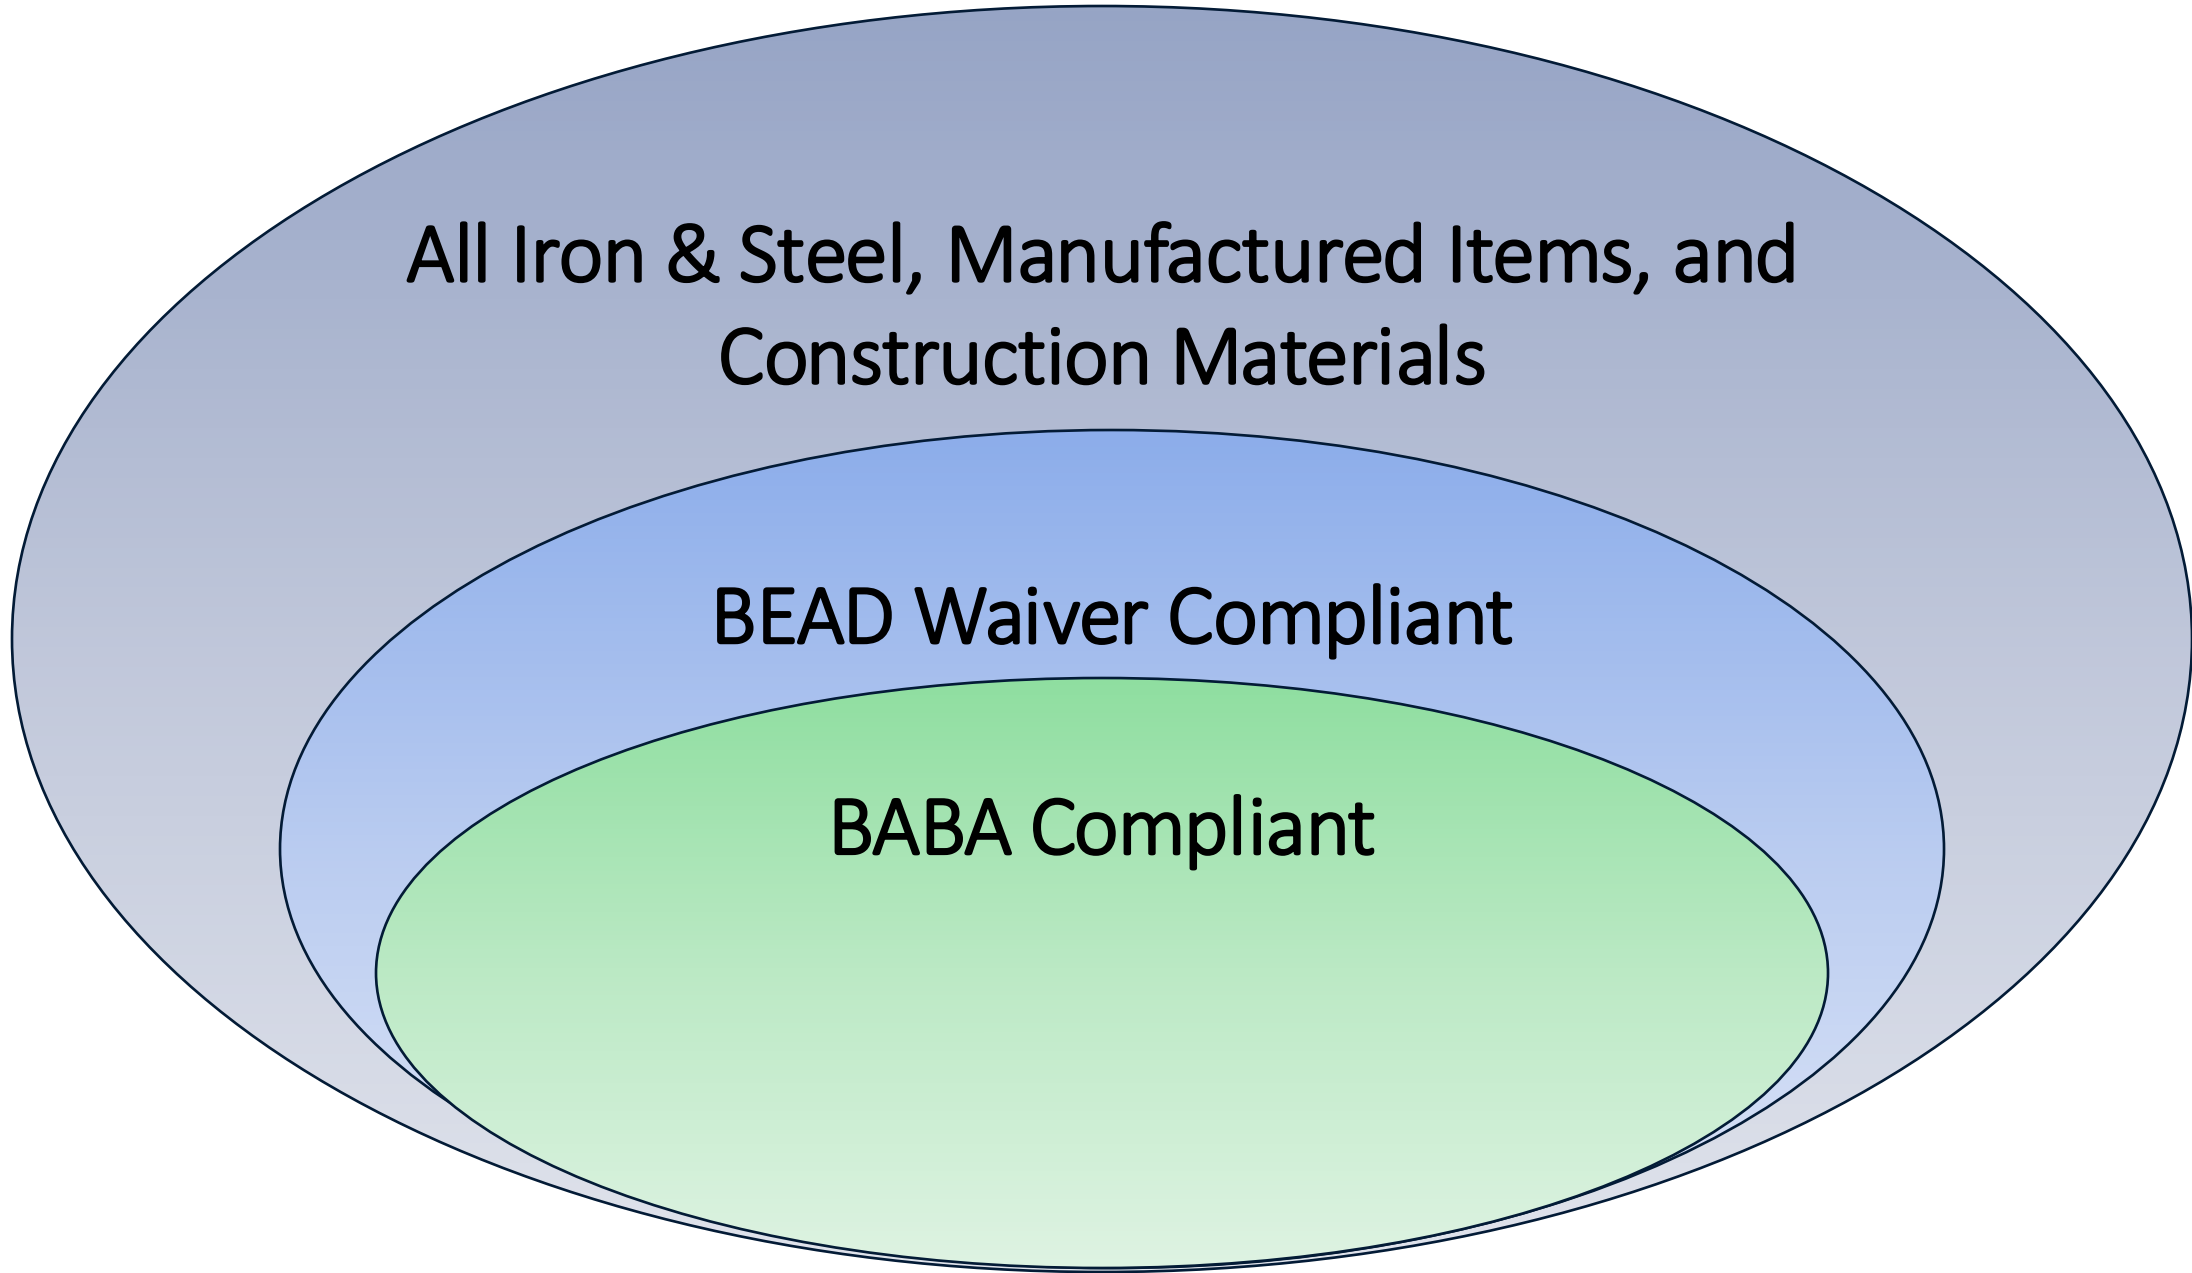 All Iron & Steel, Manufactured Items, and
Construction Materials
BEAD Waiver Compliant
BABA Compliant